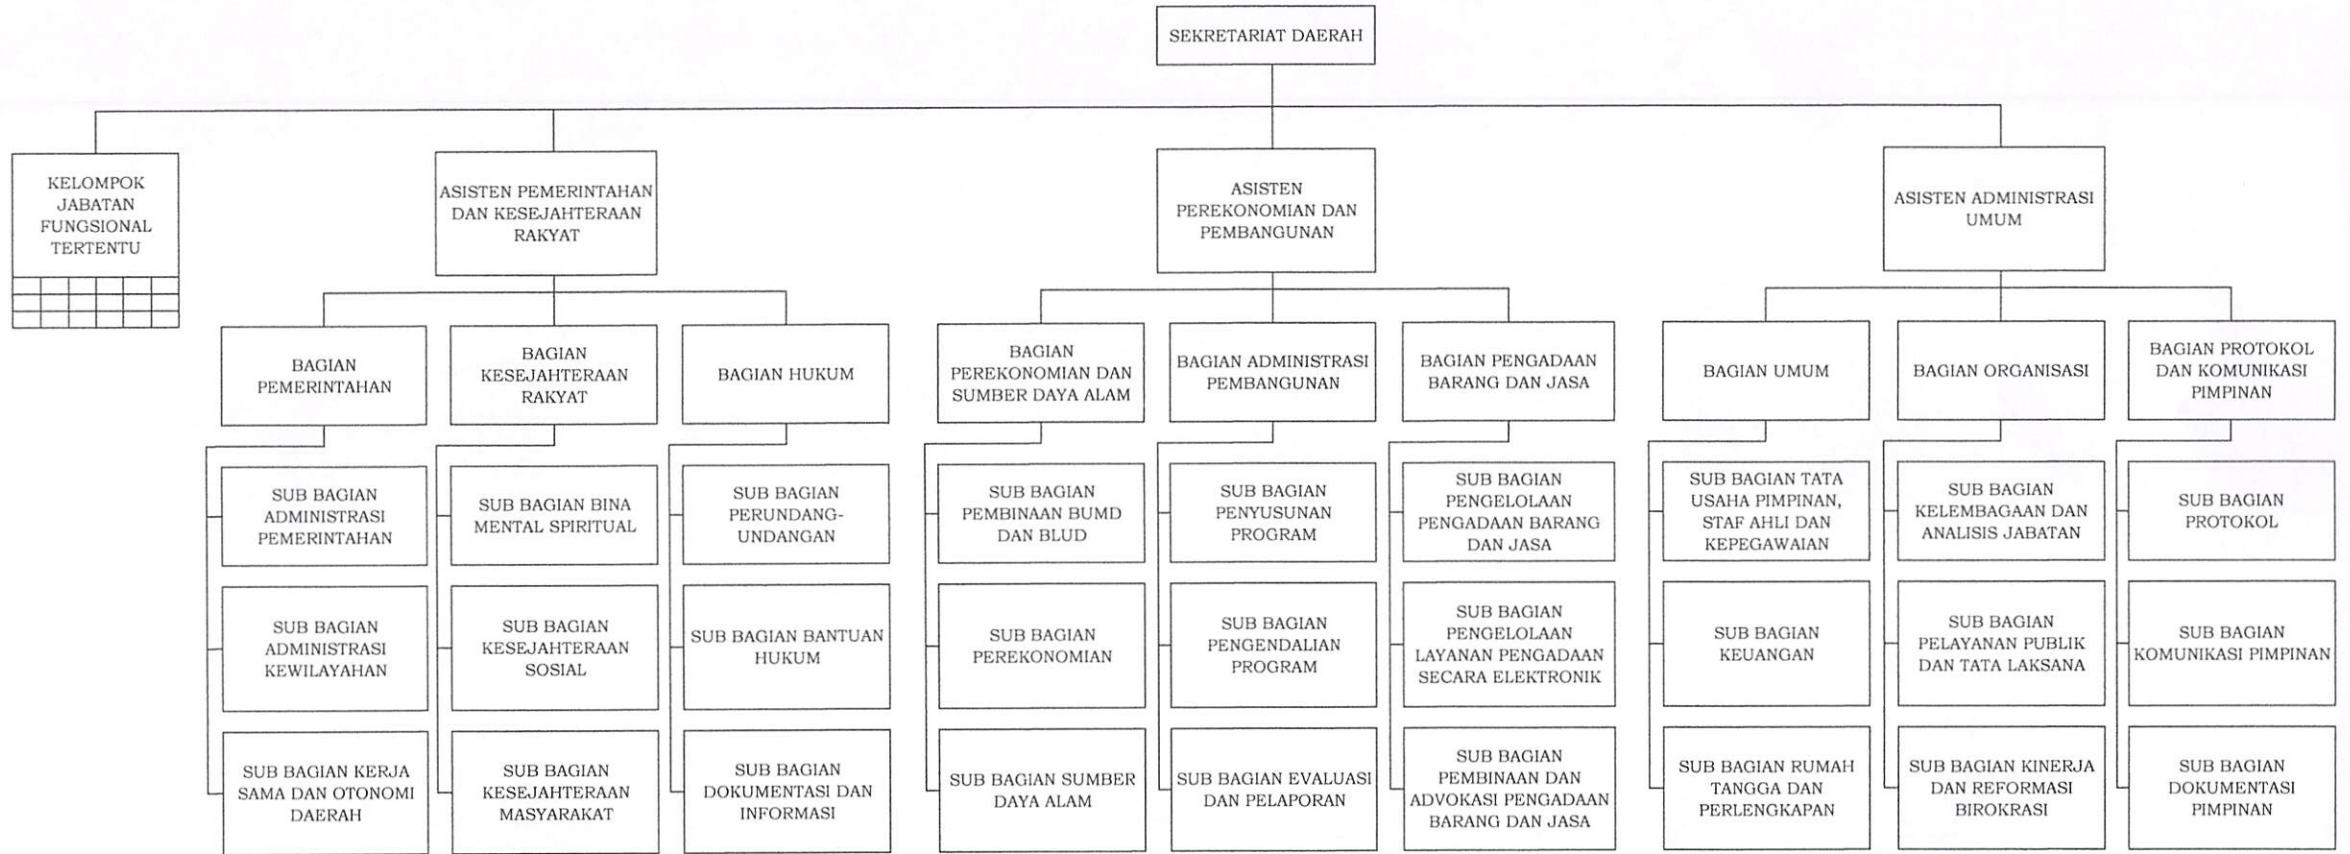 SEKRETARIAT DAERAH
KELOMPOK
JABATAN
FUNGSIONAL
TERTENTU
ASISTEN PEMERINTAHAN
DAN KESEJAHTERAAN
RAKYAT
ASISTEN
PEREKONOMIAN DAN
PEMBANGUNAN
ASISTEN ADMINISTRASI
UMUM
BAGIAN
PEMERINTAHAN
BAGIAN
KESEJAHTERAAN
RAKYAT
BAGIAN HUKUM
BAGIAN
PEREKONOMIAN DAN
SUMBER DAYA ALAM
BAGIAN ADMINISTRASI
PEMBANGUNAN
BAGIAN PENGADAAN
BARANG DAN JASA
BAGIAN UMUM
BAGIAN ORGANISASI
BAGIAN PROTOKOL
DAN KOMUNIKASI
PIMPINAN
SUB BAGIAN
ADMINISTRASI
PEMERINTAHAN
SUB BAGIAN BINA
MENTAL SPIRITUAL
SUB BAGIAN
PERUNDANG-
UNDANGAN
SUB BAGIAN
PEMBINAAN BUMD
DAN BLUD
SUB BAGIAN
PENYUSUNAN
PROGRAM
SUB BAGIAN
PENGELOLAAN
PENGADAAN BARANG
DAN JASA
SUB BAGIAN TATA
USAHA PIMPINAN,
STAF AHLI DAN
KEPEGAWAIAN
SUB BAGIAN
KELEMBAGAAN DAN
ANALISIS JABATAN
SUB BAGIAN
PROTOKOL
SUB BAGIAN
ADMINISTRASI
KEWILAYAHAN
SUB BAGIAN
KESEJAHTERAAN
SOSIAL
SUB BAGIAN BANTUAN
HUKUM
SUB BAGIAN
PEREKONOMIAN
SUB BAGIAN
PENGENDALIAN
PROGRAM
SUB BAGIAN
PENGELOLAAN
LAYANAN PENGADAAN
SECARA ELEKTRONIK
SUB BAGIAN
KEUANGAN
SUB BAGIAN
PELAYANAN PUBLIK
DAN TATA LAKSANA
SUB BAGIAN
KOMUNIKASI PIMPINAN
SUB BAGIAN KERJA
SAMA DAN OTONOMI
DAERAH
SUB BAGIAN
KESEJAHTERAAN
MASYARAKAT
SUB BAGIAN
DOKUMENTASI DAN
INFORMASI
SUB BAGIAN SUMBER
DAYA ALAM
SUB BAGIAN EVALUASI
DAN PELAPORAN
SUB BAGIAN
PEMBINAAN DAN
ADVOKASI PENGADAAN
BARANG DAN JASA
SUB BAGIAN RUMAH
TANGGA DAN
PERLENGKAPAN
SUB BAGIAN KINERJA
DAN REFORMASI
BIROKRASI
SUB BAGIAN
DOKUMENTASI
PIMPINAN